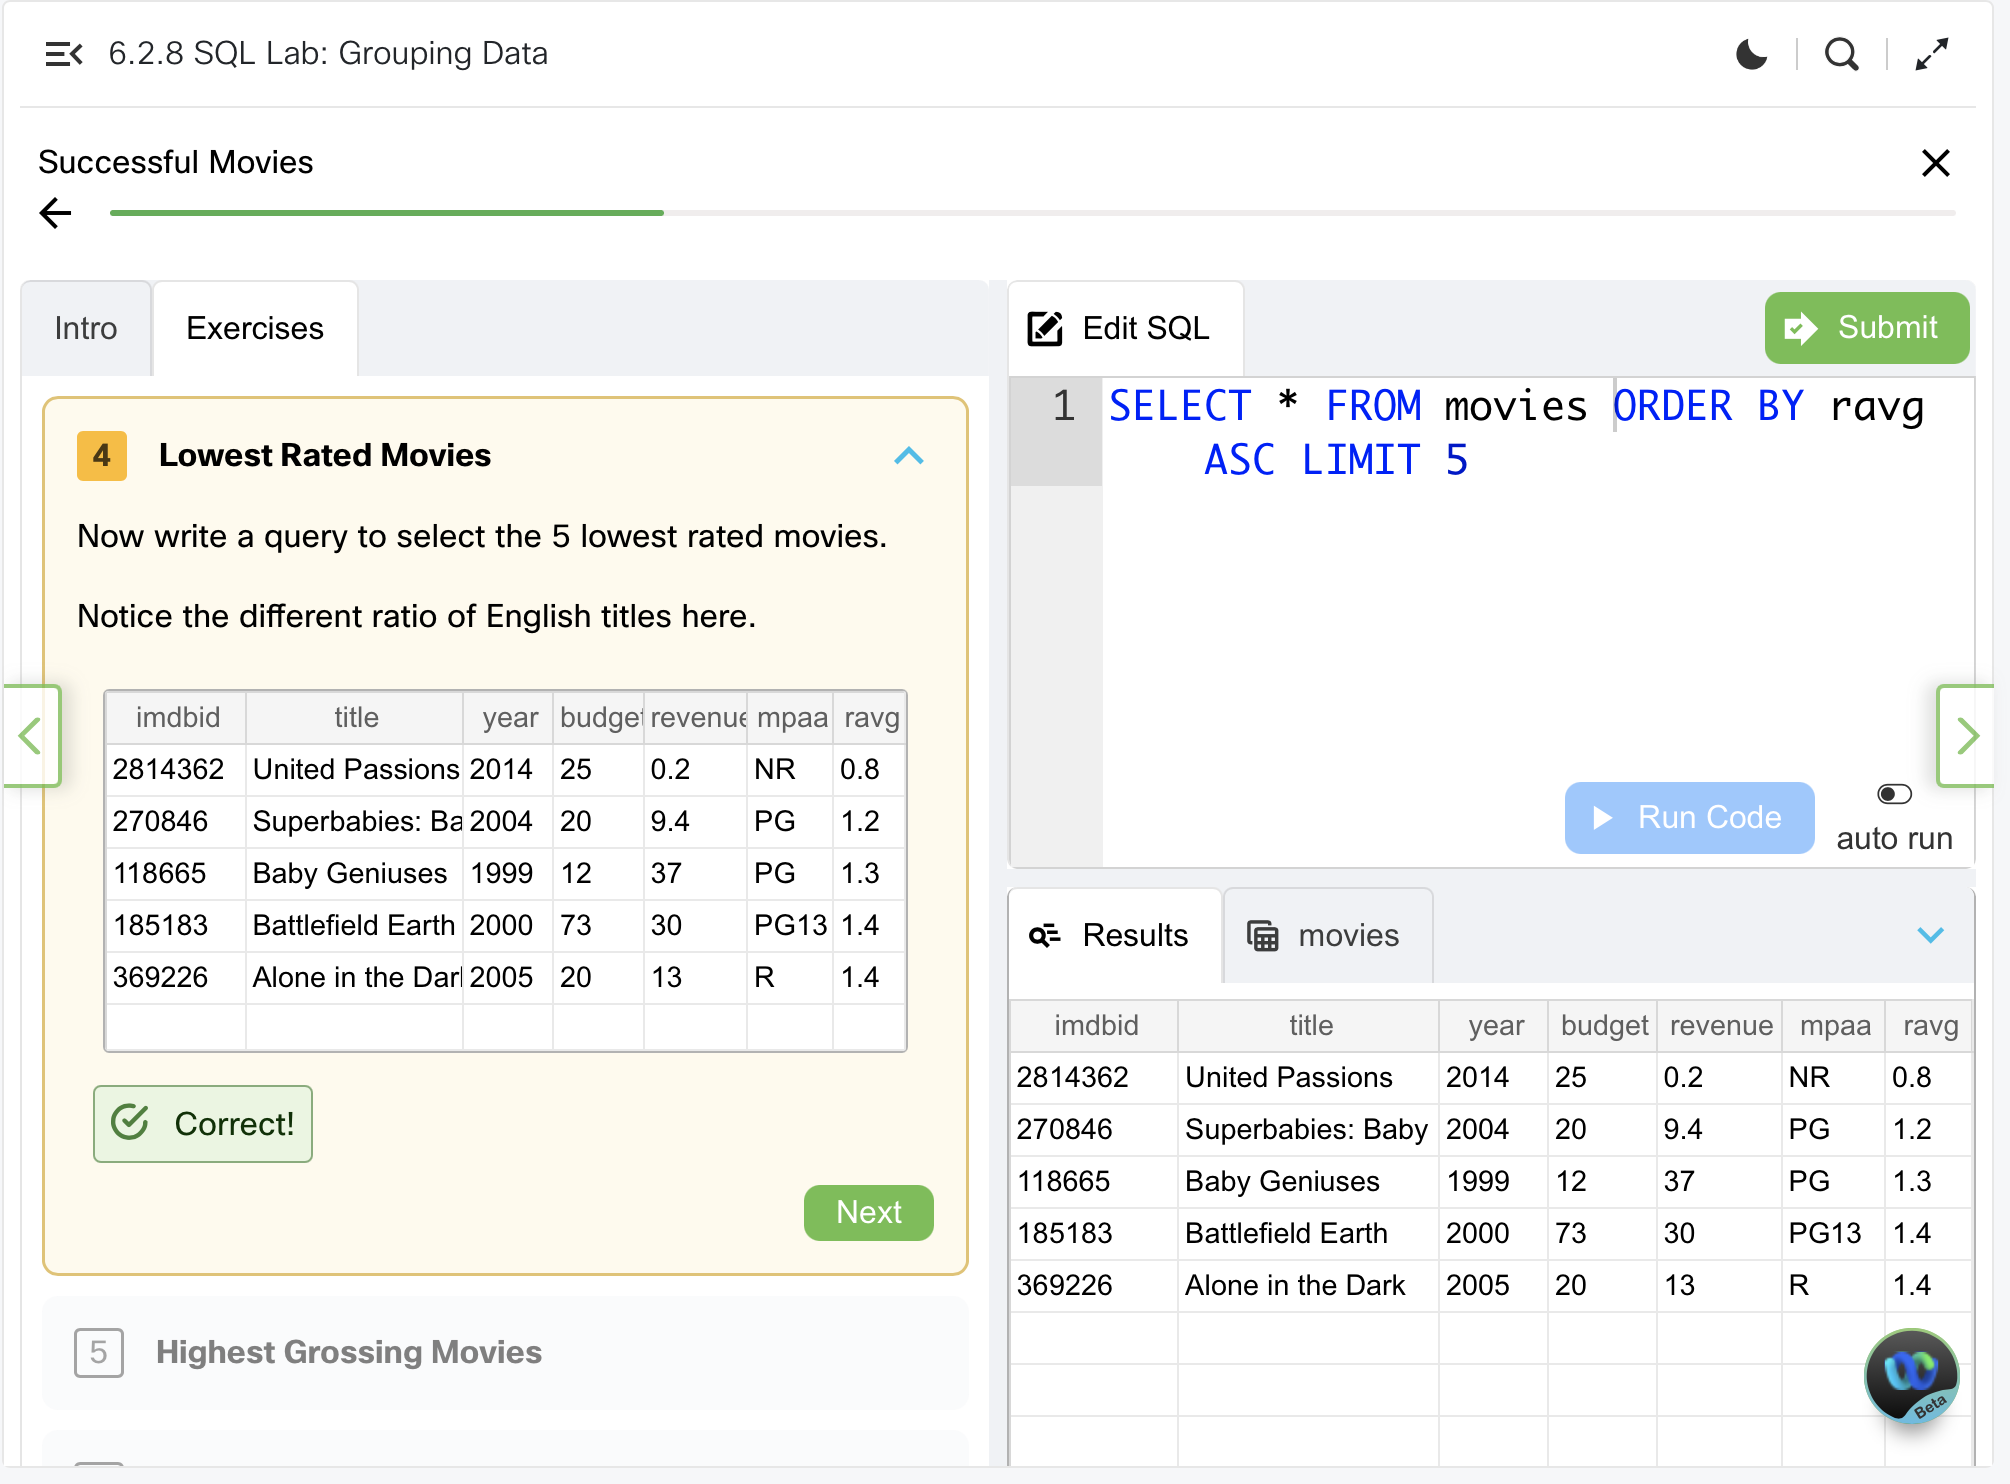 6.2.8 SQL Lab: Grouping Data
Successful Movies
Intro
Exercises
4
Lowest Rated Movies
Now write a query to select the 5 lowest rated movies.
Notice the different ratio of English titles here.
imdbid title year budget revenue mpaa ravg
2814362 United Passions 2014 25 0.2 NR 0.8
270846 Superbabies: Ba 2004 20 9.4 PG 1.2
118665 Baby Geniuses 1999 12 37 PG 1.3
185183 Battlefield Earth 2000 73 30 PG13 1.4
369226 Alone in the Dark 2005 20 13 R 1.4
Correct!
Next
5 Highest Grossing Movies
Edit SQL
Submit
1 SELECT * FROM movies ORDER BY ravg
ASC LIMIT 5
Run Code
auto run
Results
movies
imdbid title year budget revenue mpaa ravg
2814362 United Passions 2014 25 0.2 NR 0.8
270846 Superbabies: Baby 2004 20 9.4 PG 1.2
118665 Baby Geniuses 1999 12 37 PG 1.3
185183 Battlefield Earth 2000 73 30 PG13 1.4
369226 Alone in the Dark 2005 20 13 R 1.4
Beta